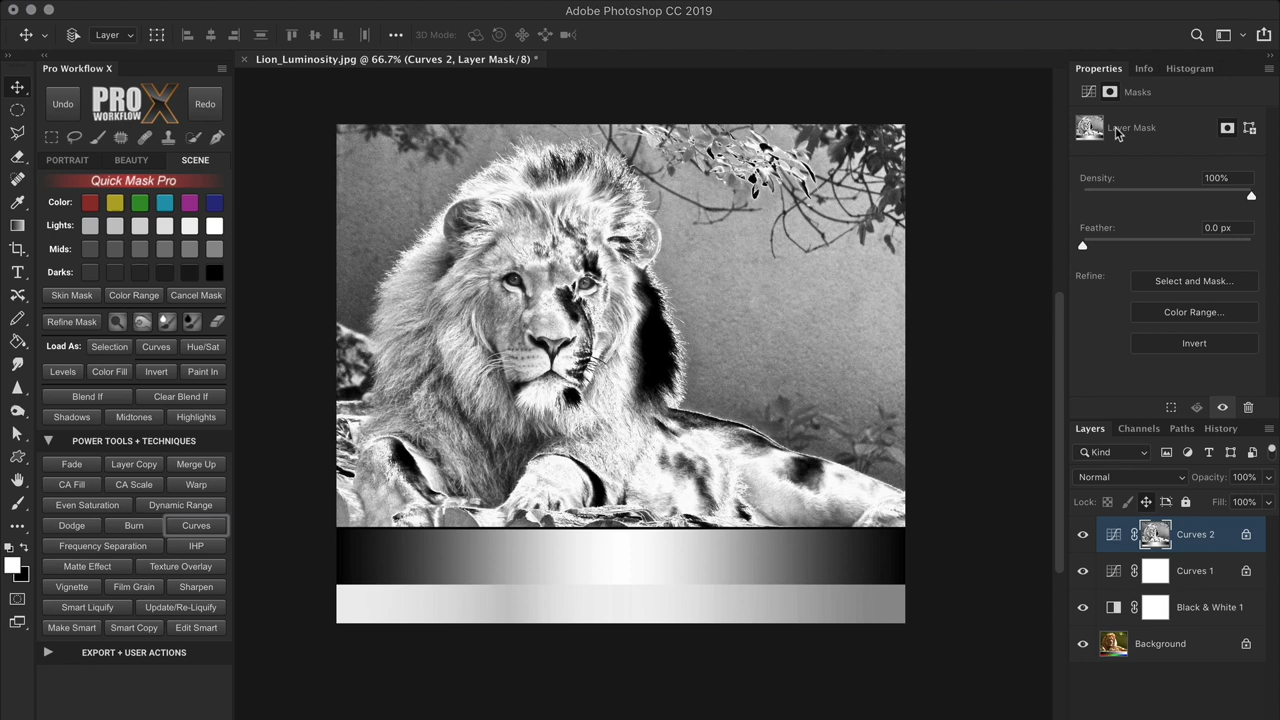 Adobe Photoshop CC 2019
Layer
3D Mode:
Pro Workflow X
Lion_Luminosity.jpg @ 66.7% (Curves 2, Layer Mask/8) *
Undo
PRO WORKFLOW X
Redo
PORTRAIT BEAUTY SCENE
Quick Mask Pro
Color:
Lights:
Mids:
Darks:
Skin Mask Color Range Cancel Mask
Refine Mask
Load As: Selection Curves Hue/Sat
Levels Color Fill Invert Paint In
Blend If Clear Blend If
Shadows Midtones Highlights
POWER TOOLS + TECHNIQUES
Fade Layer Copy Merge Up
CA Fill CA Scale Warp
Even Saturation Dynamic Range
Dodge Burn Curves
Frequency Separation IHP
Matte Effect Texture Overlay
Vignette Film Grain Sharpen
Smart Liquify Update/Re-Liquify
Make Smart Smart Copy Edit Smart
EXPORT + USER ACTIONS
Properties Info Histogram
Masks
Layer Mask
Density: 100%
Feather: 0.0 px
Refine: Select and Mask...
Color Range...
Invert
Layers Channels Paths History
Kind
Normal Opacity: 100%
Lock: Fill: 100%
Curves 2
Curves 1
Black & White 1
Background